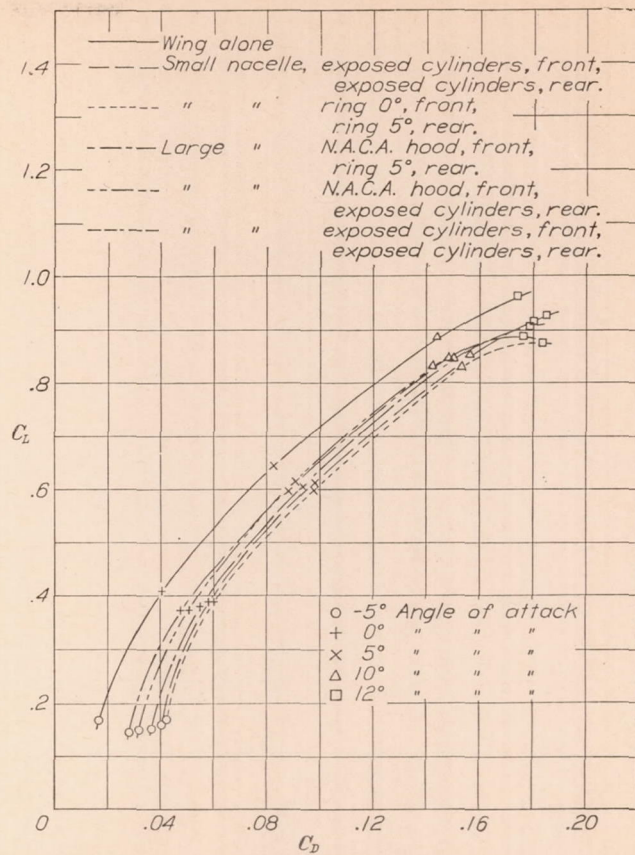 Wing alone
Small nacelle, exposed cylinders, front,
exposed cylinders, rear.
" " ring 0°, front,
ring 5°, rear.
Large " N.A.C.A. hood, front,
ring 5°, rear.
" " N.A.C.A. hood, front,
exposed cylinders, rear.
" " exposed cylinders, front,
exposed cylinders, rear.
1.4
1.2
1.0
.8
C_L
.6
.4
.2
0
-5° Angle of attack
0° " " "
5° " " "
10° " " "
12° " " "
0 .04 .08 .12 .16 .20
C_D